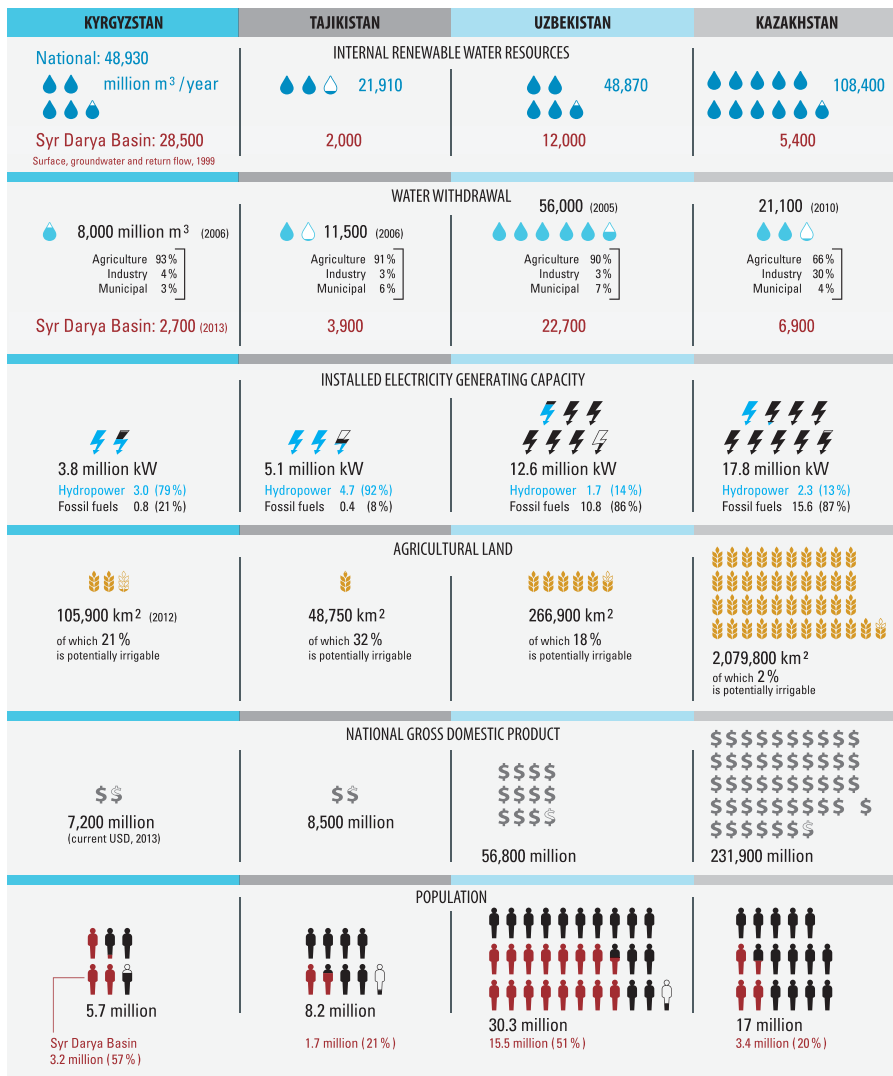 KYRGYZSTAN
TAJIKISTAN
UZBEKISTAN
KAZAKHSTAN
INTERNAL RENEWABLE WATER RESOURCES
National: 48,930
million m³ / year
21,910
48,870
108,400
Syr Darya Basin: 28,500
2,000
12,000
5,400
Surface, groundwater and return flow, 1999
WATER WITHDRAWAL
8,000 million m³ (2006)
Agriculture 93 %
Industry 4 %
Municipal 3 %
11,500 (2006)
Agriculture 91 %
Industry 3 %
Municipal 6 %
56,000 (2005)
Agriculture 90 %
Industry 3 %
Municipal 7 %
21,100 (2010)
Agriculture 66 %
Industry 30 %
Municipal 4 %
Syr Darya Basin: 2,700 (2013)
3,900
22,700
6,900
INSTALLED ELECTRICITY GENERATING CAPACITY
3.8 million kW
Hydropower 3.0 (79 %)
Fossil fuels 0.8 (21 %)
5.1 million kW
Hydropower 4.7 (92 %)
Fossil fuels 0.4 (8 %)
12.6 million kW
Hydropower 1.7 (14 %)
Fossil fuels 10.8 (86 %)
17.8 million kW
Hydropower 2.3 (13 %)
Fossil fuels 15.6 (87 %)
AGRICULTURAL LAND
105,900 km² (2012)
of which 21 %
is potentially irrigable
48,750 km²
of which 32 %
is potentially irrigable
266,900 km²
of which 18 %
is potentially irrigable
2,079,800 km²
of which 2 %
is potentially irrigable
NATIONAL GROSS DOMESTIC PRODUCT
7,200 million
(current USD, 2013)
8,500 million
56,800 million
231,900 million
POPULATION
5.7 million
Syr Darya Basin
3.2 million (57 %)
8.2 million
1.7 million (21 %)
30.3 million
15.5 million (51 %)
17 million
3.4 million (20 %)